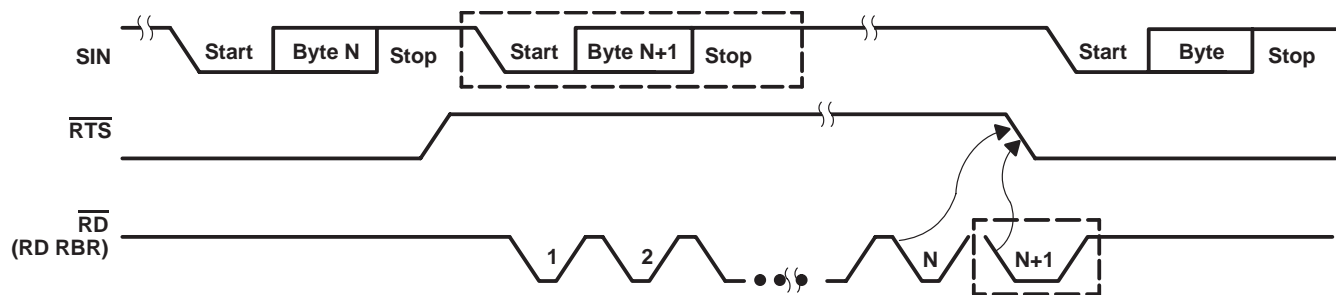 SIN
Start
Byte N
Stop
Start
Byte N+1
Stop
Start
Byte
Stop
RTS
RD
(RD RBR)
1
2
N
N+1